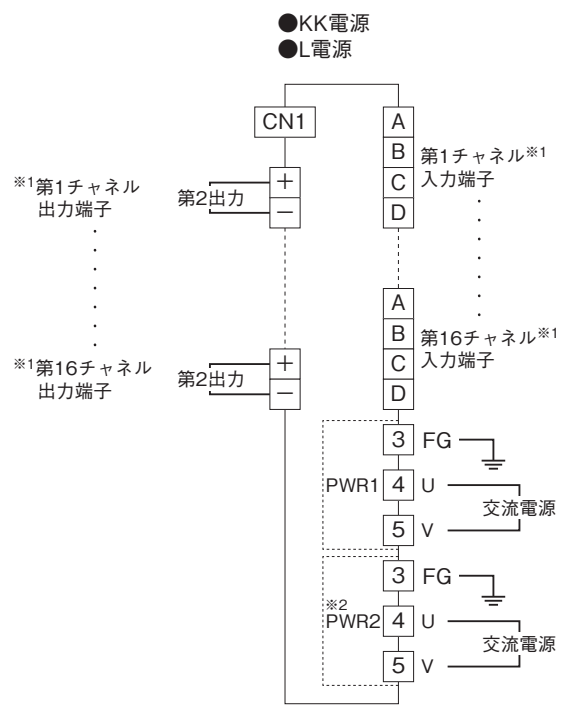 ●KK電源
●L電源
CN1
A
B
C
D
第1チャネル※1
入力端子
※1第1チャネル
出力端子
第2出力
+
−
A
B
C
D
第16チャネル※1
入力端子
※1第16チャネル
出力端子
第2出力
+
−
PWR1
3 FG
4 U
5 V
交流電源
※2
PWR2
3 FG
4 U
5 V
交流電源